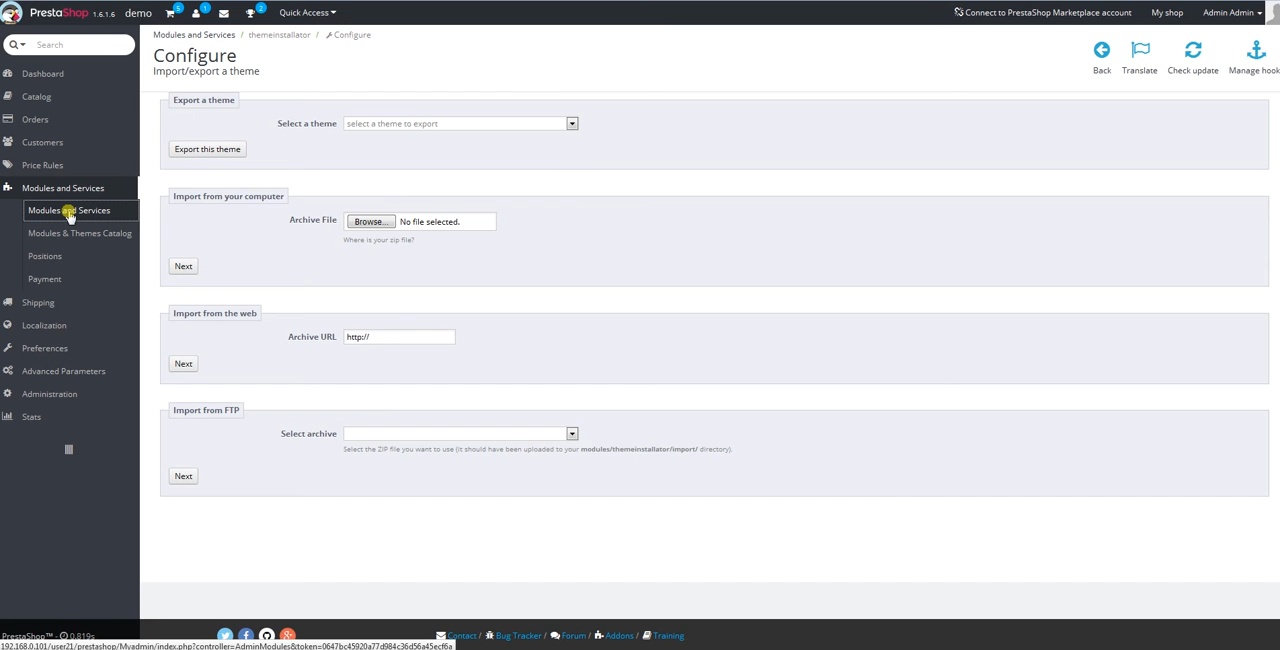 PrestaShop 1.6.1.6 demo 5 1 2 Quick Access Connect to PrestaShop Marketplace account My shop Admin Admin
Search
Dashboard
Catalog
Orders
Customers
Price Rules
Modules and Services
Modules and Services
Modules & Themes Catalog
Positions
Payment
Shipping
Localization
Preferences
Advanced Parameters
Administration
Stats
Modules and Services / themeinstallator / Configure
Configure
Import/export a theme
Back Translate Check update Manage hook
Export a theme
Select a theme select a theme to export
Export this theme
Import from your computer
Archive File Browse... No file selected.
Where is your zip file?
Next
Import from the web
Archive URL http://
Next
Import from FTP
Select archive
Select the ZIP file you want to use (it should have been uploaded to your modules/themeinstallator/import/ directory).
Next
PrestaShop™ - 0.819s
Contact / Bug Tracker / Forum / Addons / Training
192.168.0.101/user21/prestashop/Myadmin/index.php?controller=AdminModules&token=0647bc45920a77d984c36d56a45ecf6a